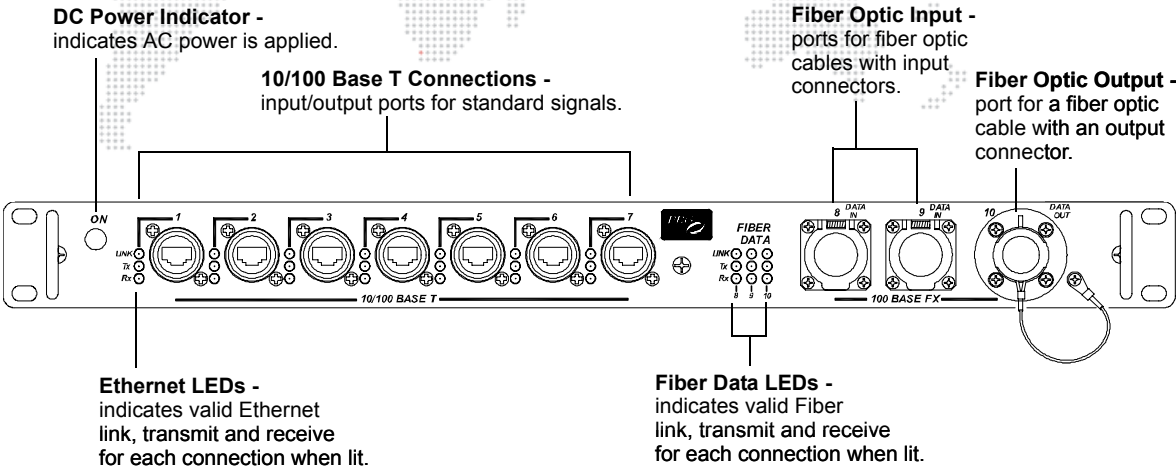 DC Power Indicator -
indicates AC power is applied.
10/100 Base T Connections -
input/output ports for standard signals.
Fiber Optic Input -
ports for fiber optic
cables with input
connectors.
Fiber Optic Output -
port for a fiber optic
cable with an output
connector.
ON
1
2
3
4
5
6
7
LINK
Tx
Rx
10/100 BASE T
FIBER
DATA
LINK
Tx
Rx
8
9
10
8 DATA
IN
9 DATA
IN
10
DATA
OUT
100 BASE FX
Ethernet LEDs -
indicates valid Ethernet
link, transmit and receive
for each connection when lit.
Fiber Data LEDs -
indicates valid Fiber
link, transmit and receive
for each connection when lit.